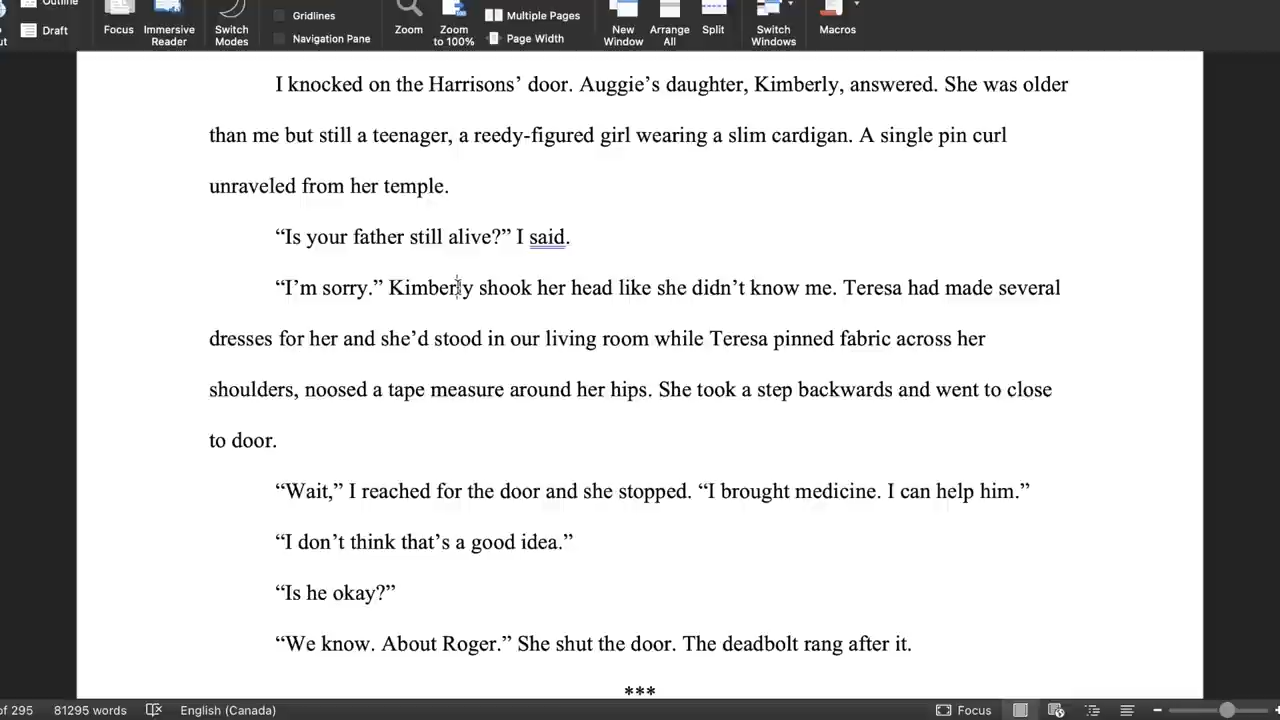 Outline
Draft
Focus
Immersive Reader
Switch Modes
Gridlines
Navigation Pane
Zoom
Zoom to 100%
Multiple Pages
Page Width
New Window
Arrange All
Split
Switch Windows
Macros
I knocked on the Harrisons’ door. Auggie’s daughter, Kimberly, answered. She was older
than me but still a teenager, a reedy-figured girl wearing a slim cardigan. A single pin curl
unraveled from her temple.
“Is your father still alive?” I said.
“I’m sorry.” Kimberly shook her head like she didn’t know me. Teresa had made several
dresses for her and she’d stood in our living room while Teresa pinned fabric across her
shoulders, noosed a tape measure around her hips. She took a step backwards and went to close
to door.
“Wait,” I reached for the door and she stopped. “I brought medicine. I can help him.”
“I don’t think that’s a good idea.”
“Is he okay?”
“We know. About Roger.” She shut the door. The deadbolt rang after it.
***
of 295
81295 words
English (Canada)
Focus